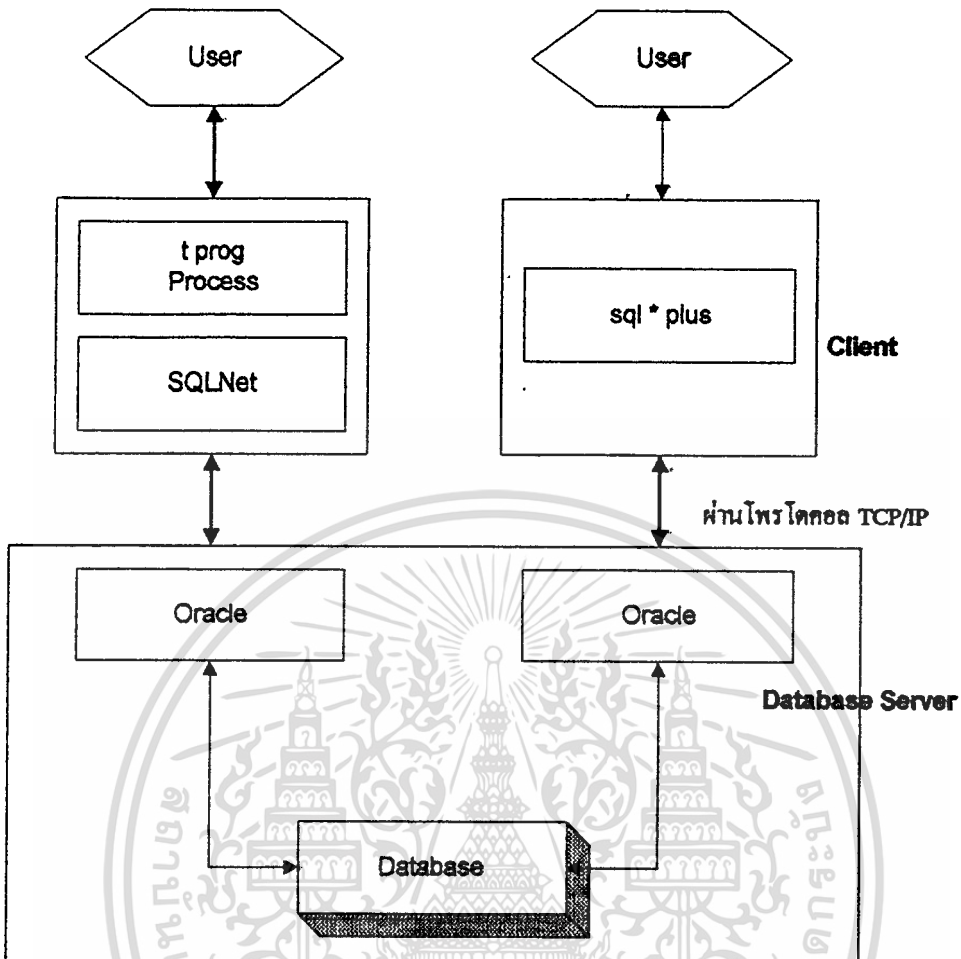 User
User
t prog
Process
SQLNet
sql * plus
Client
ผ่านโพรโตคอล TCP/IP
Oracle
Oracle
Database Server
Database